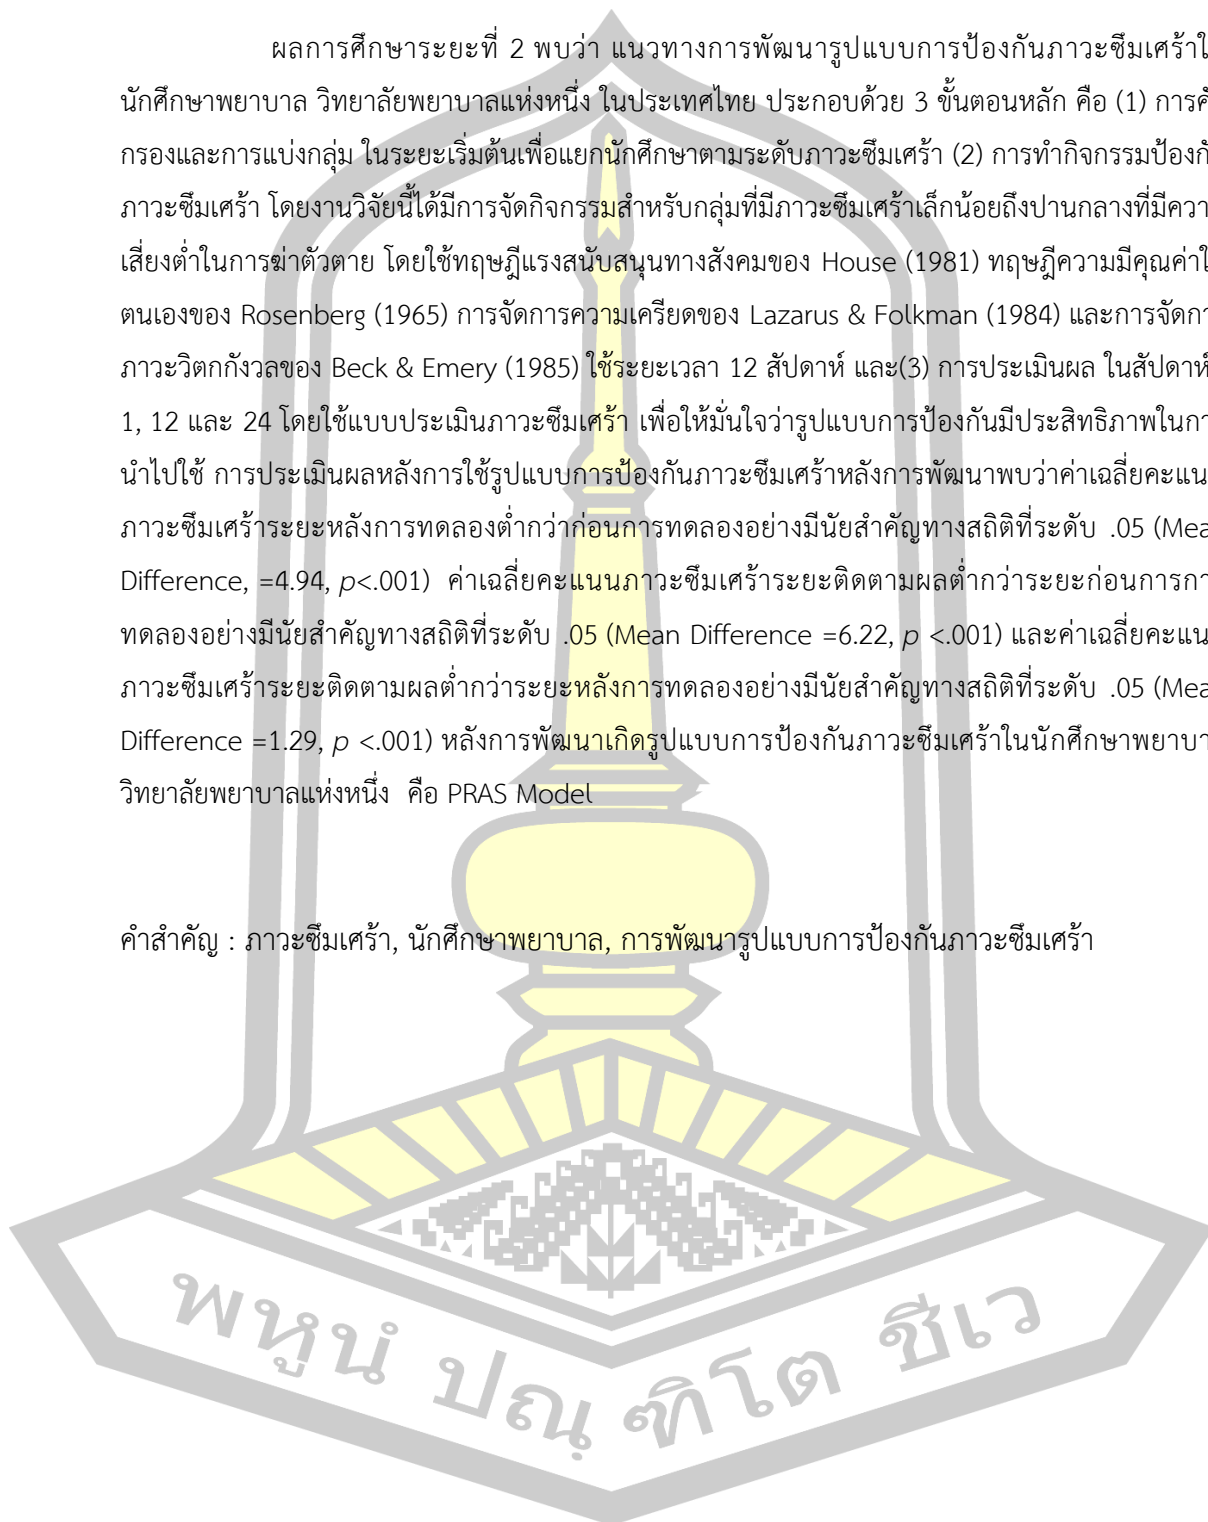 ผลการศึกษาระยะที่ 2 พบว่า แนวทางการพัฒนารูปแบบการป้องกันภาวะซึมเศร้าใ
นักศึกษาพยาบาล วิทยาลัยพยาบาลแห่งหนึ่ง ในประเทศไทย ประกอบด้วย 3 ขั้นตอนหลัก คือ (1) การคั
กรองและการแบ่งกลุ่ม ในระยะเริ่มต้นเพื่อแยกนักศึกษาตามระดับภาวะซึมเศร้า (2) การทำกิจกรรมป้องกั
ภาวะซึมเศร้า โดยงานวิจัยนี้ได้มีการจัดกิจกรรมสำหรับกลุ่มที่มีภาวะซึมเศร้าเล็กน้อยถึงปานกลางที่มีควา
เสี่ยงต่ำในการฆ่าตัวตาย โดยใช้ทฤษฎีแรงสนับสนุนทางสังคมของ House (1981) ทฤษฎีความมีคุณค่าใ
ตนเองของ Rosenberg (1965) การจัดการความเครียดของ Lazarus & Folkman (1984) และการจัดกา
ภาวะวิตกกังวลของ Beck & Emery (1985) ใช้ระยะเวลา 12 สัปดาห์ และ(3) การประเมินผล ในสัปดาห์
1, 12 และ 24 โดยใช้แบบประเมินภาวะซึมเศร้า เพื่อให้มั่นใจว่ารูปแบบการป้องกันมีประสิทธิภาพในกา
นำไปใช้ การประเมินผลหลังการใช้รูปแบบการป้องกันภาวะซึมเศร้าหลังการพัฒนาพบว่าค่าเฉลี่ยคะแน
ภาวะซึมเศร้าระยะหลังการทดลองต่ำกว่าก่อนการทดลองอย่างมีนัยสำคัญทางสถิติที่ระดับ .05 (Mea
Difference, =4.94, p<.001) ค่าเฉลี่ยคะแนนภาวะซึมเศร้าระยะติดตามผลต่ำกว่าระยะก่อนการกา
ทดลองอย่างมีนัยสำคัญทางสถิติที่ระดับ .05 (Mean Difference =6.22, p <.001) และค่าเฉลี่ยคะแน
ภาวะซึมเศร้าระยะติดตามผลต่ำกว่าระยะหลังการทดลองอย่างมีนัยสำคัญทางสถิติที่ระดับ .05 (Mea
Difference =1.29, p <.001) หลังการพัฒนาเกิดรูปแบบการป้องกันภาวะซึมเศร้าในนักศึกษาพยาบา
วิทยาลัยพยาบาลแห่งหนึ่ง คือ PRAS Model
คำสำคัญ : ภาวะซึมเศร้า, นักศึกษาพยาบาล, การพัฒนารูปแบบการป้องกันภาวะซึมเศร้า
พหูนํ ปณฺฑิโต ชีเว